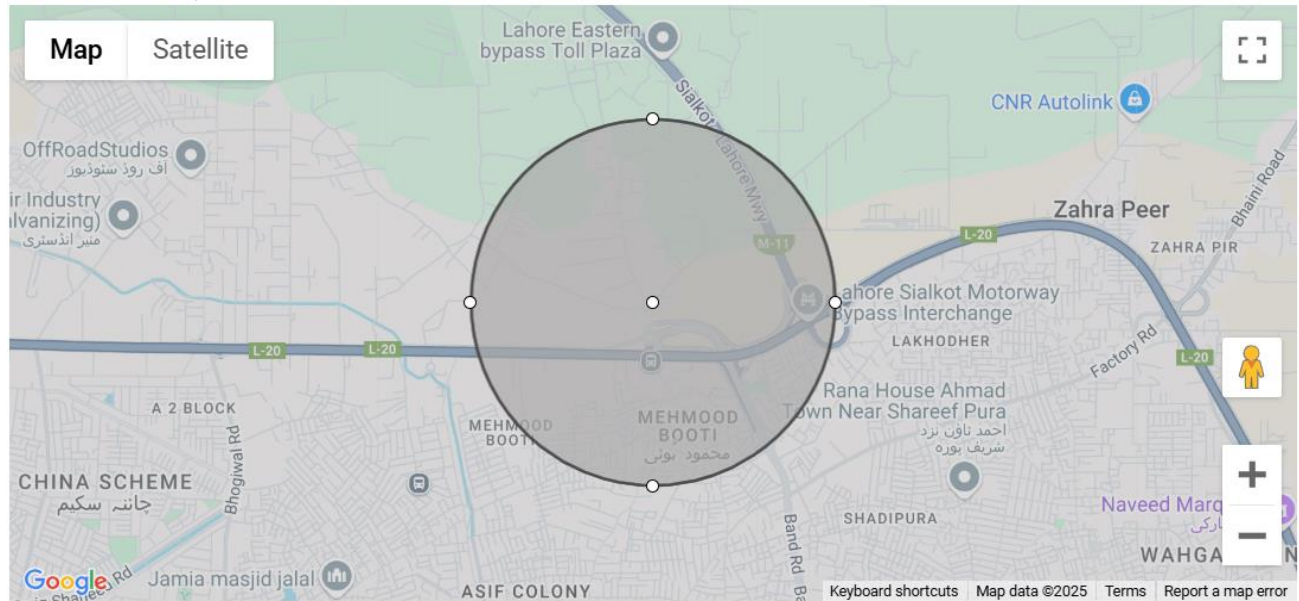 Map
Satellite
Lahore Eastern
bypass Toll Plaza
Sialkot Lahore Mwy
CNR Autolink
OffRoadStudios
آف روڈ سٹوڈیوز
ir Industry
lvanizing)
منیر انڈسٹری
M-11
Zahra Peer
L-20
Bhaini Road
ZAHRA PIR
ahore Sialkot Motorway
Bypass Interchange
LAKHODHER
Factory Rd
L-20
L-20
L-20
A 2 BLOCK
Bhogiwal Rd
MEHMOOD
BOOTI
MEHMOOD
BOOTI
محمود بوٹی
Rana House Ahmad
Town Near Shareef Pura
احمد ٹاؤن نزد
شریف پورہ
CHINA SCHEME
چائنہ سکیم
SHADIPURA
Naveed Marq
ارکی
WAHGA
N
Band Rd
Ba
Google
Rd
Jamia masjid jalal
ASIF COLONY
Keyboard shortcuts
Map data ©2025
Terms
Report a map error